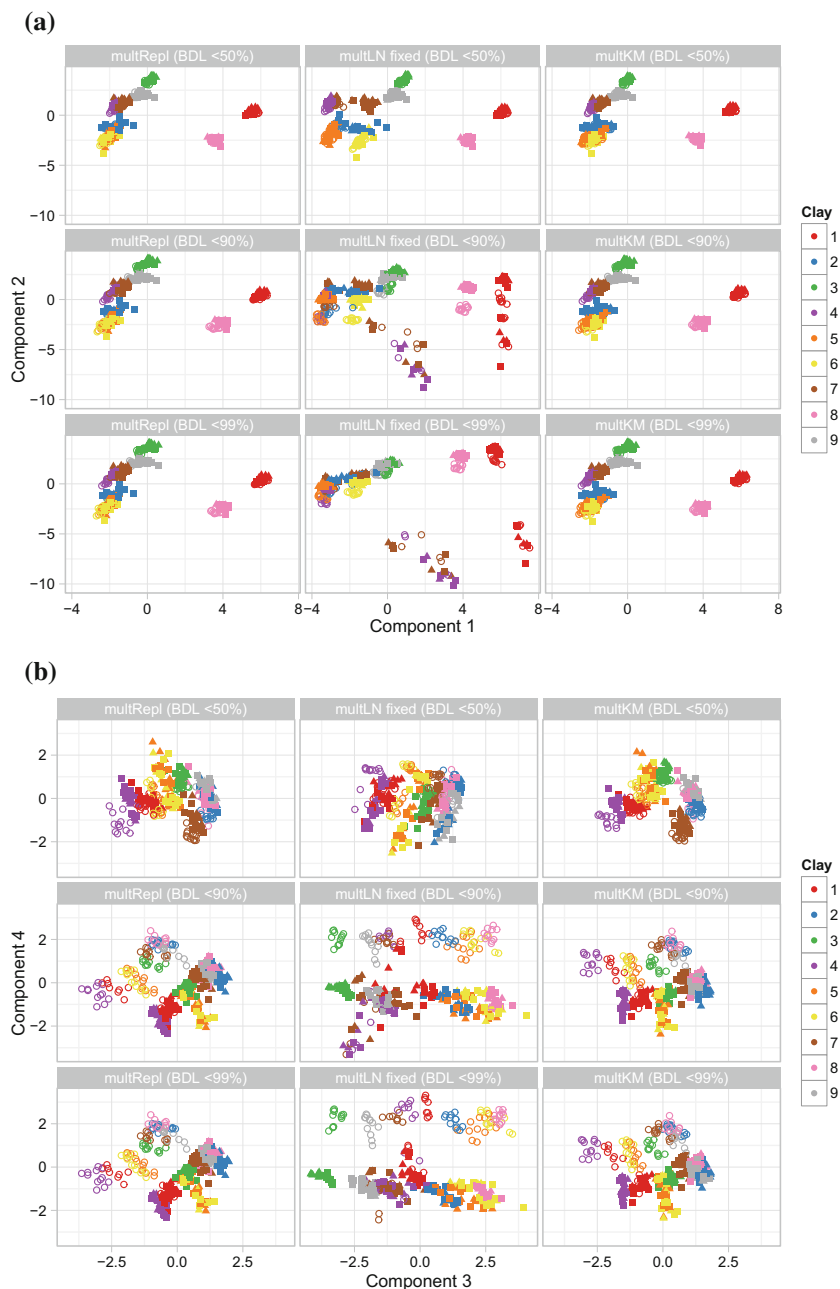 (a)
multRepl (BDL <50%) multLN fixed (BDL <50%) multKM (BDL <50%)
0
−5
−10
multRepl (BDL <90%) multLN fixed (BDL <90%) multKM (BDL <90%)
0
−5
−10
multRepl (BDL <99%) multLN fixed (BDL <99%) multKM (BDL <99%)
0
−5
−10
−4 0 4 8 −4 0 4 8 −4 0 4 8
Component 1
Component 2
Clay
1
2
3
4
5
6
7
8
9
(b)
multRepl (BDL <50%) multLN fixed (BDL <50%) multKM (BDL <50%)
2
0
−2
multRepl (BDL <90%) multLN fixed (BDL <90%) multKM (BDL <90%)
2
0
−2
multRepl (BDL <99%) multLN fixed (BDL <99%) multKM (BDL <99%)
2
0
−2
−2.5 0.0 2.5 −2.5 0.0 2.5 −2.5 0.0 2.5
Component 3
Component 4
Clay
1
2
3
4
5
6
7
8
9